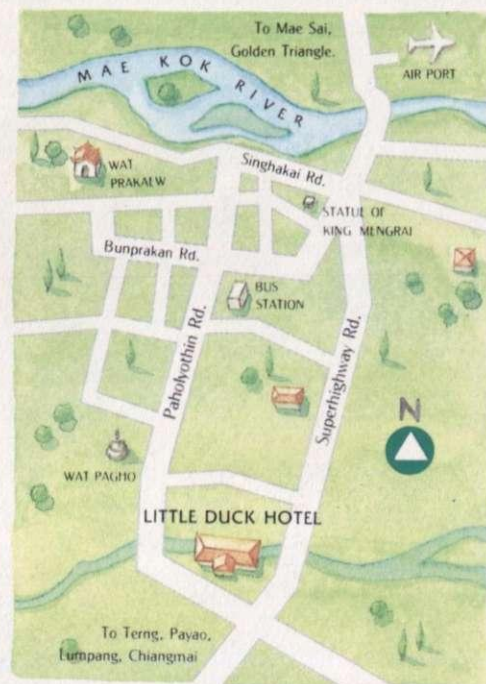 To Mae Sai,
Golden Triangle.
AIR PORT
MAE KOK RIVER
WAT
PRAKAEW
Singhakai Rd.
STATUE OF
KING MENGRAI
Bunprakan Rd.
BUS
STATION
Paholyothin Rd.
Superhighway Rd.
N
WAT PAGHO
LITTLE DUCK HOTEL
To Terng, Payao,
Lumpang, Chiangmai